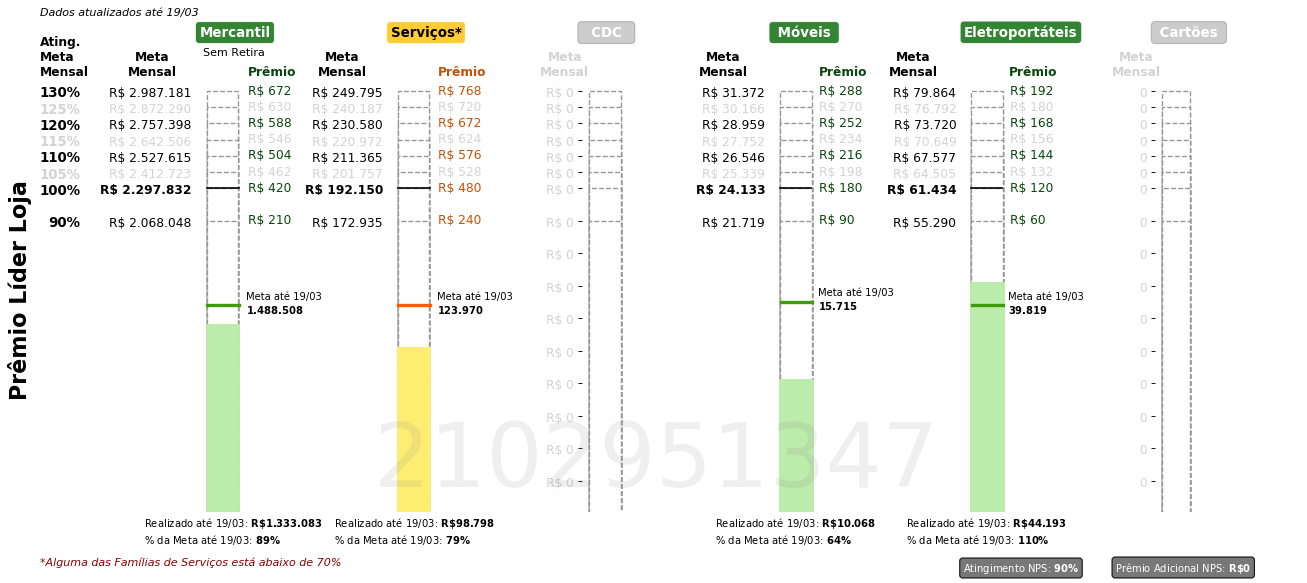 Dados atualizados até 19/03
Mercantil Serviços* CDC Móveis Eletroportáteis Cartões
Sem Retira
Ating. Meta Mensal
Meta Mensal Prêmio Meta Mensal Prêmio Meta Mensal Meta Mensal Prêmio Meta Mensal Prêmio Meta Mensal
130% R$ 2.987.181 R$ 672 R$ 249.795 R$ 768 R$ 0 R$ 31.372 R$ 288 R$ 79.864 R$ 192 0
125% R$ 2.872.290 R$ 630 R$ 240.187 R$ 720 R$ 0 R$ 30.166 R$ 270 R$ 76.792 R$ 180 0
120% R$ 2.757.398 R$ 588 R$ 230.580 R$ 672 R$ 0 R$ 28.959 R$ 252 R$ 73.720 R$ 168 0
115% R$ 2.642.506 R$ 546 R$ 220.972 R$ 624 R$ 0 R$ 27.752 R$ 234 R$ 70.649 R$ 156 0
110% R$ 2.527.615 R$ 504 R$ 211.365 R$ 576 R$ 0 R$ 26.546 R$ 216 R$ 67.577 R$ 144 0
105% R$ 2.412.723 R$ 462 R$ 201.757 R$ 528 R$ 0 R$ 25.339 R$ 198 R$ 64.505 R$ 132 0
100% R$ 2.297.832 R$ 420 R$ 192.150 R$ 480 R$ 0 R$ 24.133 R$ 180 R$ 61.434 R$ 120 0
90% R$ 2.068.048 R$ 210 R$ 172.935 R$ 240 R$ 0 R$ 21.719 R$ 90 R$ 55.290 R$ 60 0
R$ 0 0
R$ 0 0
R$ 0 0
R$ 0 0
R$ 0 0
R$ 0 0
R$ 0 0
R$ 0 0
Prêmio Líder Loja
Meta até 19/03 Meta até 19/03 Meta até 19/03 Meta até 19/03
1.488.508 123.970 15.715 39.819
2102951347
Realizado até 19/03: R$1.333.083 Realizado até 19/03: R$98.798 Realizado até 19/03: R$10.068 Realizado até 19/03: R$44.193
% da Meta até 19/03: 89% % da Meta até 19/03: 79% % da Meta até 19/03: 64% % da Meta até 19/03: 110%
*Alguma das Famílias de Serviços está abaixo de 70%
Atingimento NPS: 90% Prêmio Adicional NPS: R$0